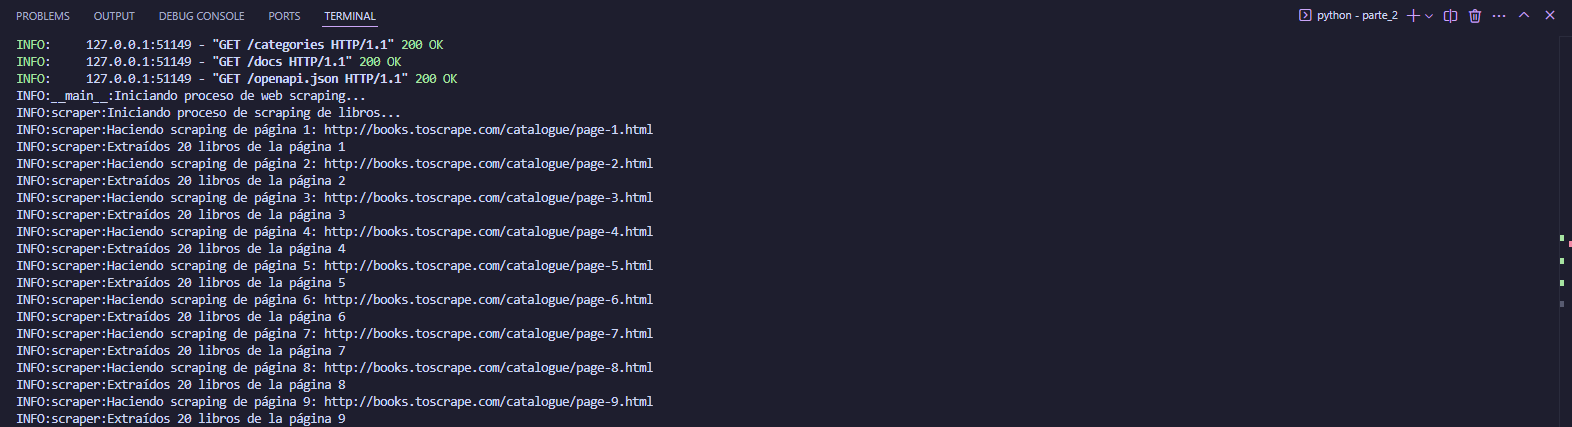 PROBLEMS OUTPUT DEBUG CONSOLE PORTS TERMINAL python - parte_2
INFO:     127.0.0.1:51149 - "GET /categories HTTP/1.1" 200 OK
INFO:     127.0.0.1:51149 - "GET /docs HTTP/1.1" 200 OK
INFO:     127.0.0.1:51149 - "GET /openapi.json HTTP/1.1" 200 OK
INFO:__main__:Iniciando proceso de web scraping...
INFO:scraper:Iniciando proceso de scraping de libros...
INFO:scraper:Haciendo scraping de página 1: http://books.toscrape.com/catalogue/page-1.html
INFO:scraper:Extraídos 20 libros de la página 1
INFO:scraper:Haciendo scraping de página 2: http://books.toscrape.com/catalogue/page-2.html
INFO:scraper:Extraídos 20 libros de la página 2
INFO:scraper:Haciendo scraping de página 3: http://books.toscrape.com/catalogue/page-3.html
INFO:scraper:Extraídos 20 libros de la página 3
INFO:scraper:Haciendo scraping de página 4: http://books.toscrape.com/catalogue/page-4.html
INFO:scraper:Extraídos 20 libros de la página 4
INFO:scraper:Haciendo scraping de página 5: http://books.toscrape.com/catalogue/page-5.html
INFO:scraper:Extraídos 20 libros de la página 5
INFO:scraper:Haciendo scraping de página 6: http://books.toscrape.com/catalogue/page-6.html
INFO:scraper:Extraídos 20 libros de la página 6
INFO:scraper:Haciendo scraping de página 7: http://books.toscrape.com/catalogue/page-7.html
INFO:scraper:Extraídos 20 libros de la página 7
INFO:scraper:Haciendo scraping de página 8: http://books.toscrape.com/catalogue/page-8.html
INFO:scraper:Extraídos 20 libros de la página 8
INFO:scraper:Haciendo scraping de página 9: http://books.toscrape.com/catalogue/page-9.html
INFO:scraper:Extraídos 20 libros de la página 9